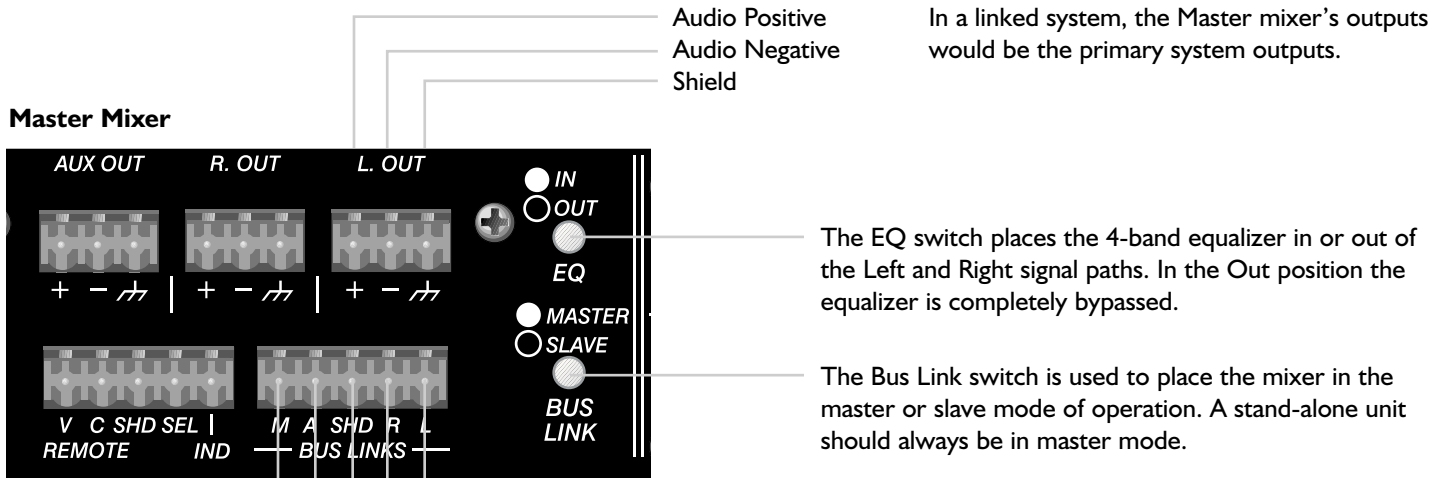 Audio Positive
Audio Negative
Shield
In a linked system, the Master mixer’s outputs
would be the primary system outputs.
Master Mixer
AUX OUT R. OUT L. OUT
IN
OUT
EQ
+ − + − + −
The EQ switch places the 4-band equalizer in or out of
the Left and Right signal paths. In the Out position the
equalizer is completely bypassed.
MASTER
SLAVE
BUS
LINK
V C SHD SEL
REMOTE IND
M A SHD R L
BUS LINKS
The Bus Link switch is used to place the mixer in the
master or slave mode of operation. A stand-alone unit
should always be in master mode.